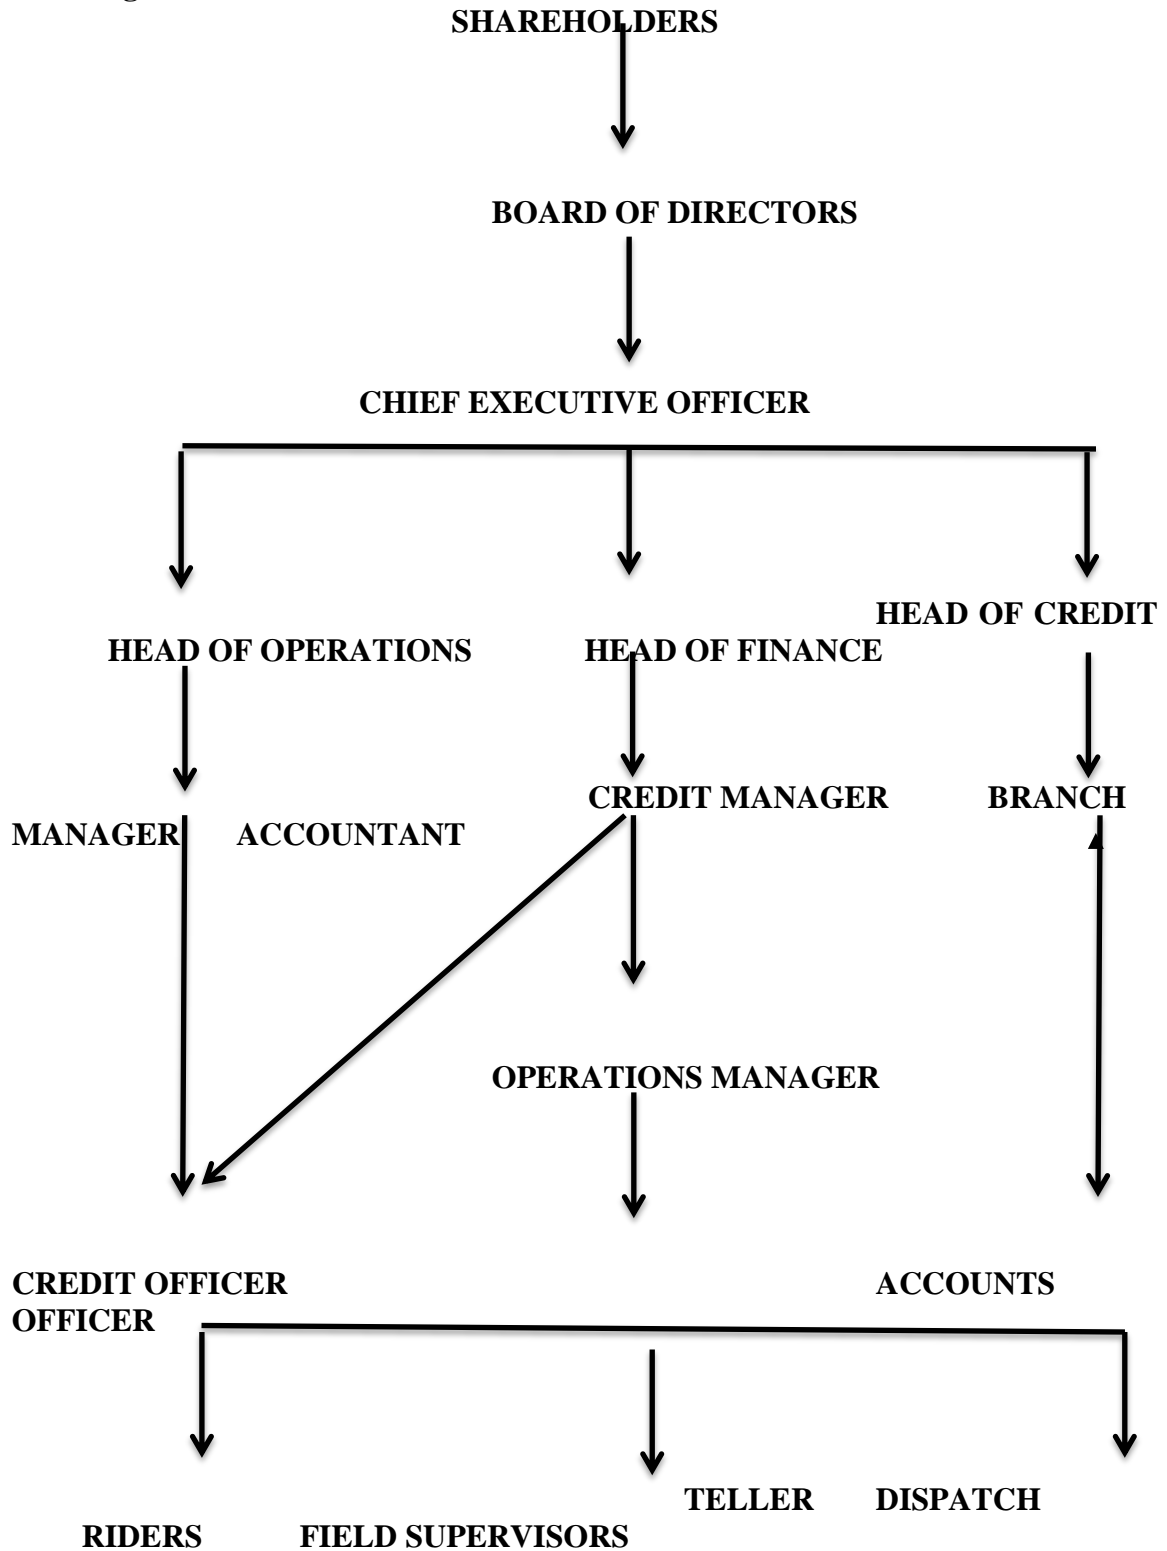 SHAREHOLDERS
BOARD OF DIRECTORS
CHIEF EXECUTIVE OFFICER
HEAD OF CREDIT
HEAD OF OPERATIONS HEAD OF FINANCE
CREDIT MANAGER BRANCH
MANAGER ACCOUNTANT
OPERATIONS MANAGER
CREDIT OFFICER ACCOUNTS
OFFICER
TELLER DISPATCH
RIDERS FIELD SUPERVISORS